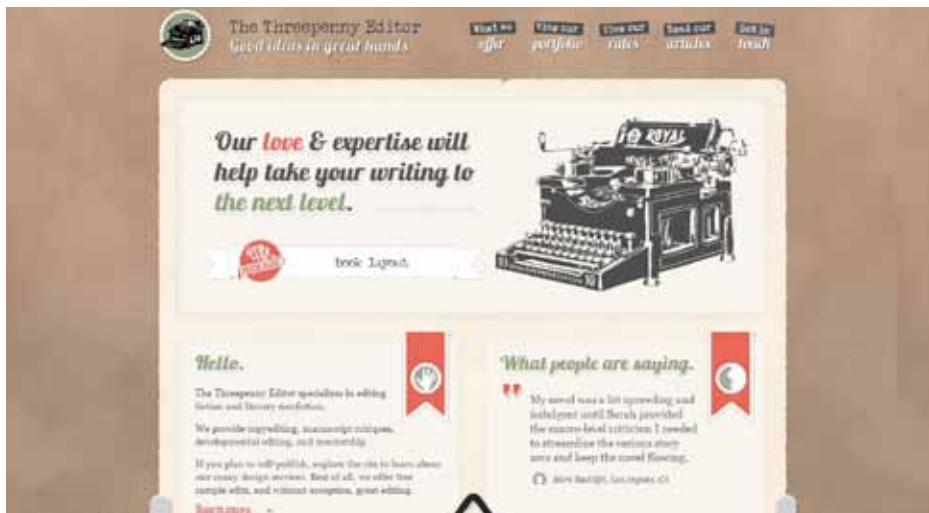 The Threepenny Editor
Good ideas in great hands
What we offer
View our portfolio
View our rates
Read our articles
Get in touch
ROYAL
Our love & expertise will
help take your writing to
the next level.
book layout
Hello.
The Threepenny Editor specializes in editing
fiction and literary nonfiction.
We provide copyediting, manuscript critiques,
developmental editing, and mentorship.
If you plan to self-publish, explore the site to learn about
our many design services. Best of all, we offer free
sample edits, and without exception, great editing.
learn more
What people are saying.
My novel was a bit sprawling and
indulgent until Sarah provided
the macro-level criticism I needed
to streamline the various story
arcs and keep the novel flowing.